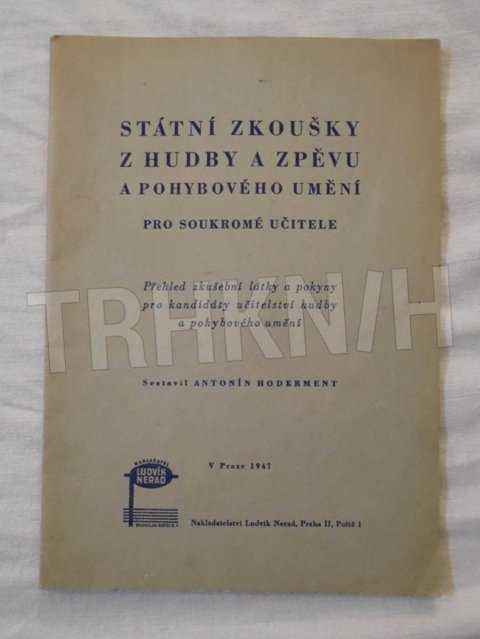 STÁTNÍ ZKOUŠKY
Z HUDBY A ZPĚVU
A POHYBOVÉHO UMĚNÍ
PRO SOUKROMÉ UČITELE
Přehled zkušební látky a pokyny
pro kandidáty učitelství hudby
a pohybového umění
TRHKNIH
Sestavil ANTONÍN HODERMENT
V Praze 1947
NAKLADATEL
LUDVÍK
NERAD
Nakladatelství Ludvík Nerad, Praha II, Poříč 1